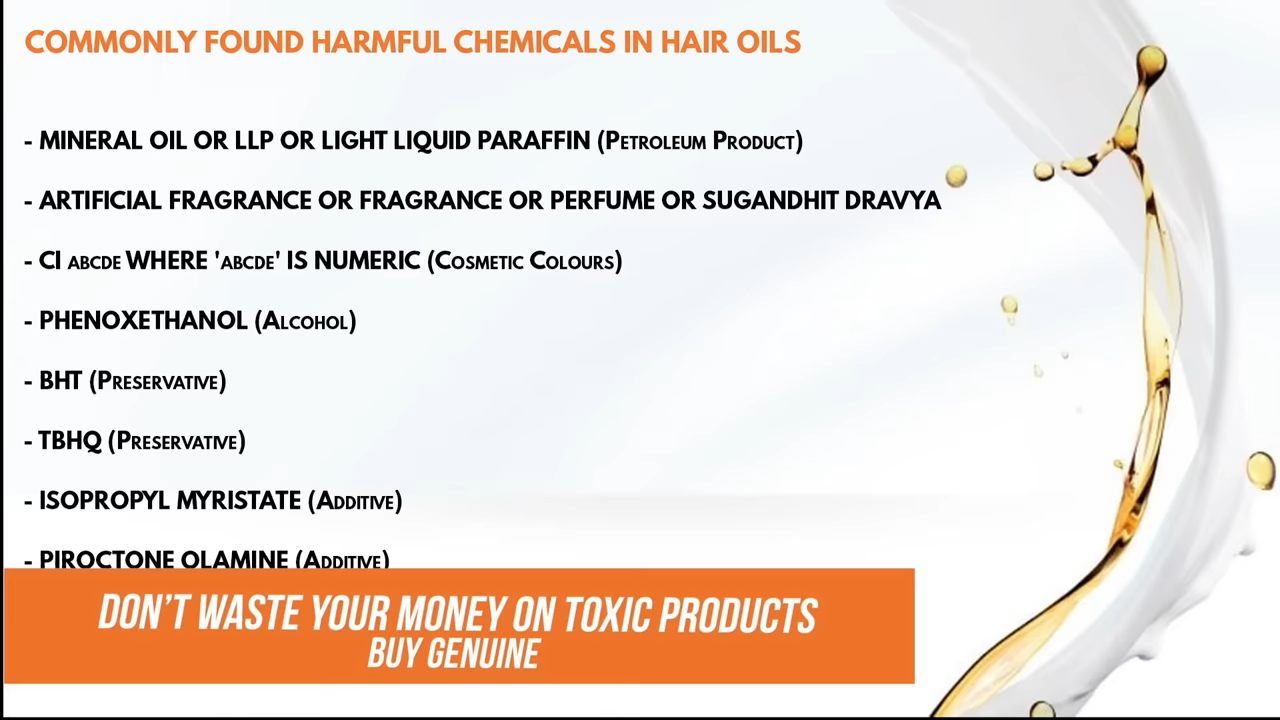 COMMONLY FOUND HARMFUL CHEMICALS IN HAIR OILS
- MINERAL OIL OR LLP OR LIGHT LIQUID PARAFFIN (PETROLEUM PRODUCT)
- ARTIFICIAL FRAGRANCE OR FRAGRANCE OR PERFUME OR SUGANDHIT DRAVYA
- CI ABCDE WHERE 'ABCDE' IS NUMERIC (COSMETIC COLOURS)
- PHENOXETHANOL (ALCOHOL)
- BHT (PRESERVATIVE)
- TBHQ (PRESERVATIVE)
- ISOPROPYL MYRISTATE (ADDITIVE)
- PIROCTONE OLAMINE (ADDITIVE)
DON'T WASTE YOUR MONEY ON TOXIC PRODUCTS
BUY GENUINE